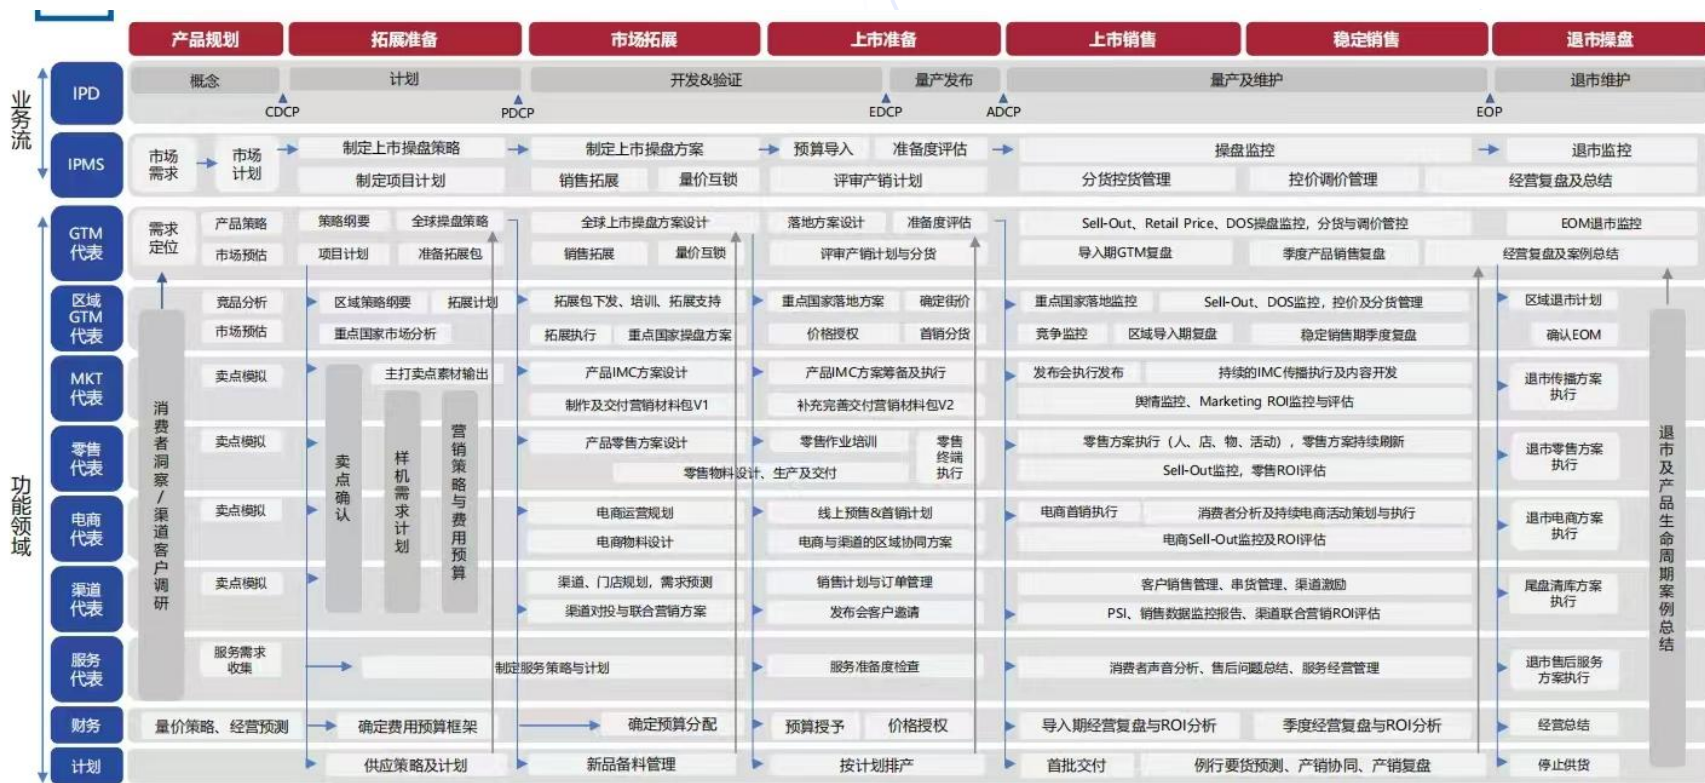 产品规划
拓展准备
市场拓展
上市准备
上市销售
稳定销售
退市操盘
业务流
IPD
概念
计划
开发&验证
量产发布
量产及维护
退市维护
CDCP
PDCP
EDCP
ADCP
EOP
IPMS
市场
需求
市场
计划
制定上市操盘策略
制定上市操盘方案
预算导入
准备度评估
操盘监控
退市监控
制定项目计划
销售拓展
量价互锁
评审产销计划
分货控货管理
控价调价管理
经营复盘及总结
功能领域
GTM
代表
需求
定位
产品策略
策略纲要
全球操盘策略
全球上市操盘方案设计
落地方案设计
准备度评估
Sell-Out、Retail Price、DOS操盘监控，分货与调价管控
EOM退市监控
市场预估
项目计划
准备拓展包
销售拓展
量价互锁
评审产销计划与分货
导入期GTM复盘
季度产品销售复盘
经营复盘及案例总结
区域
GTM
代表
竞品分析
区域策略纲要
拓展计划
拓展包下发、培训、拓展支持
重点国家落地方案
确定街价
重点国家落地监控
Sell-Out、DOS监控，控价及分货管理
区域退市计划
市场预估
重点国家市场分析
拓展执行
重点国家操盘方案
价格授权
首销分货
竞争监控
区域导入期复盘
稳定销售期季度复盘
确认EOM
消费者洞察/渠道客户调研
卖点确认
样机需求计划
营销策略与费用预算
退市及产品生命周期案例总结
MKT
代表
卖点模拟
主打卖点素材输出
产品IMC方案设计
产品IMC方案筹备及执行
发布会执行发布
持续的IMC传播执行及内容开发
退市传播方案
执行
制作及交付营销材料包V1
补充完善交付营销材料包V2
舆情监控、Marketing ROI监控与评估
零售
代表
卖点模拟
产品零售方案设计
零售作业培训
零售
终端
执行
零售方案执行（人、店、物、活动），零售方案持续刷新
退市零售方案
执行
零售物料设计、生产及交付
Sell-Out监控，零售ROI评估
电商
代表
卖点模拟
电商运营规划
线上预售&首销计划
电商首销执行
消费者分析及持续电商活动策划与执行
退市电商方案
执行
电商物料设计
电商与渠道的区域协同方案
电商Sell-Out监控及ROI评估
渠道
代表
卖点模拟
渠道、门店规划，需求预测
销售计划与订单管理
客户销售管理、串货管理、渠道激励
尾盘清库方案
执行
渠道对投与联合营销方案
发布会客户邀请
PSI、销售数据监控报告、渠道联合营销ROI评估
服务
代表
服务需求
收集
制定服务策略与计划
服务准备度检查
消费者声音分析、售后问题总结、服务经营管理
退市售后服务
方案执行
财务
量价策略、经营预测
确定费用预算框架
确定预算分配
预算授予
价格授权
导入期经营复盘与ROI分析
季度经营复盘与ROI分析
经营总结
计划
供应策略及计划
新品备料管理
按计划排产
首批交付
例行要货预测、产销协同、产销复盘
停止供货